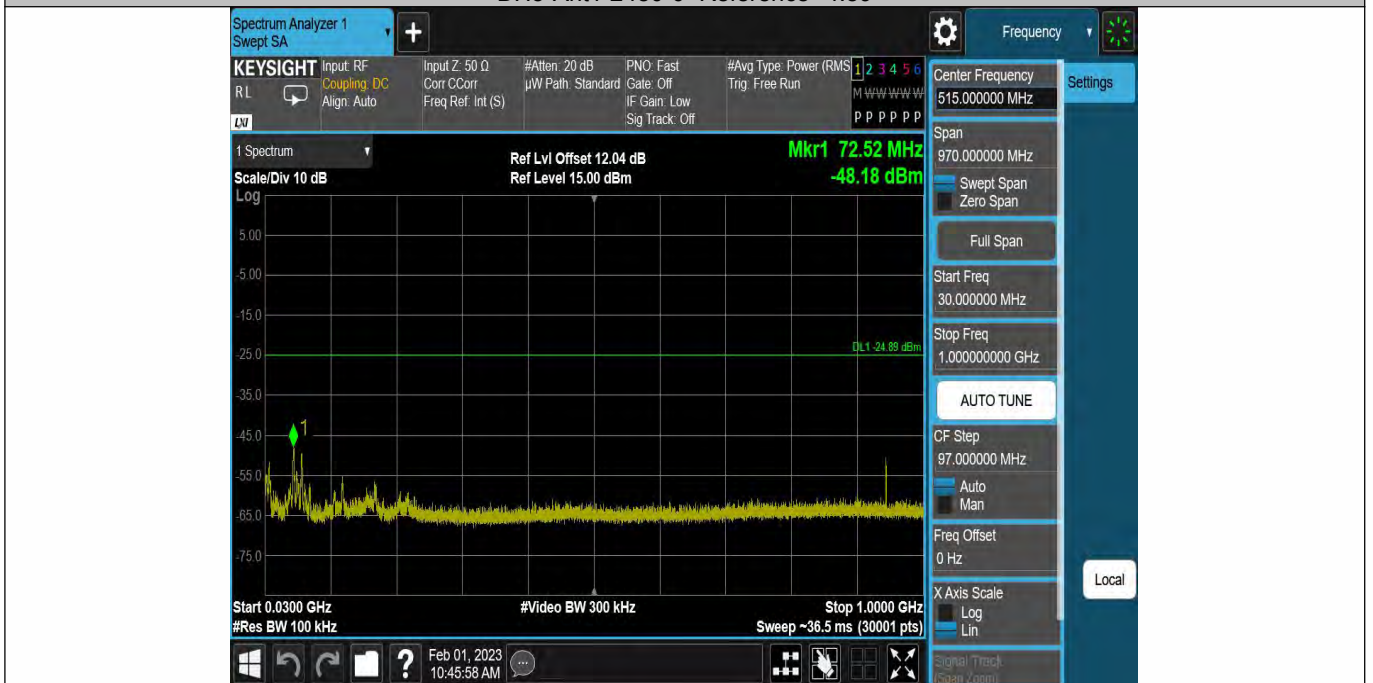 Spectrum Analyzer 1
Swept SA
+
Frequency
KEYSIGHT
RL
LXI
Input: RF
Coupling: DC
Align: Auto
Input Z: 50 Ω
Corr CCorr
Freq Ref: Int (S)
#Atten: 20 dB
µW Path: Standard
PNO: Fast
Gate: Off
IF Gain: Low
Sig Track: Off
#Avg Type: Power (RMS
Trig: Free Run
1 2 3 4 5 6
M W W W W W
P P P P P P
1 Spectrum
Scale/Div 10 dB
Ref Lvl Offset 12.04 dB
Ref Level 15.00 dBm
Mkr1 72.52 MHz
-48.18 dBm
Log
5.00
-5.00
-15.0
-25.0
-35.0
-45.0
-55.0
-65.0
-75.0
DL1 -24.89 dBm
1
Start 0.0300 GHz
#Res BW 100 kHz
#Video BW 300 kHz
Stop 1.0000 GHz
Sweep ~36.5 ms (30001 pts)
Center Frequency
515.000000 MHz
Settings
Span
970.000000 MHz
Swept Span
Zero Span
Full Span
Start Freq
30.000000 MHz
Stop Freq
1.000000000 GHz
AUTO TUNE
CF Step
97.000000 MHz
Auto
Man
Freq Offset
0 Hz
X Axis Scale
Log
Lin
Local
Signal Track
(Span Zoom)
?
Feb 01, 2023
10:45:58 AM